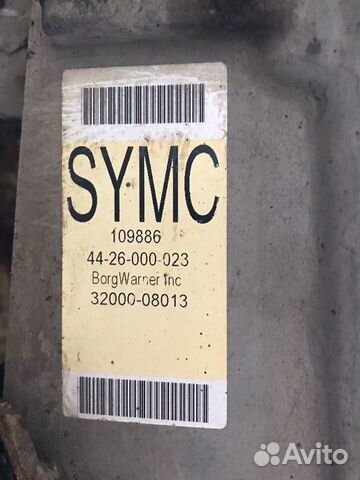 SYMC
109886
44-26-000-023
BorgWarner Inc
32000-08013
Avito